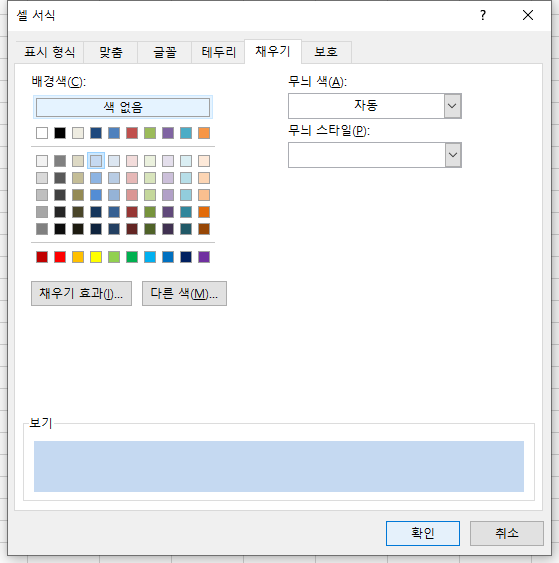 셀 서식
?
표시 형식 맞춤 글꼴 테두리 채우기 보호
배경색(C):
색 없음
무늬 색(A):
자동
무늬 스타일(P):
채우기 효과(I)...
다른 색(M)...
보기
확인
취소